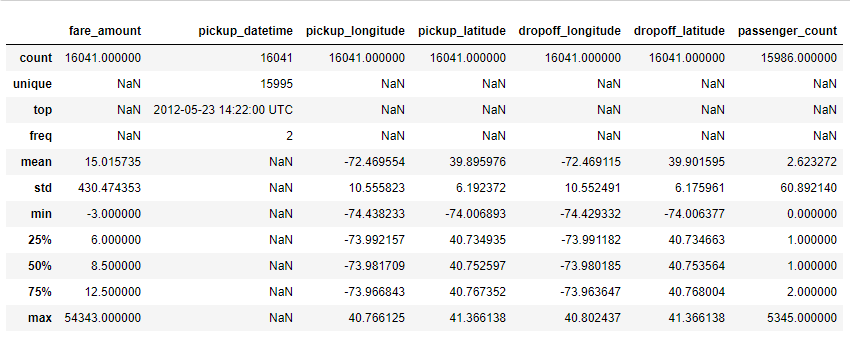 fare_amount pickup_datetime pickup_longitude pickup_latitude dropoff_longitude dropoff_latitude passenger_count
count 16041.000000 16041 16041.000000 16041.000000 16041.000000 16041.000000 15986.000000
unique NaN 15995 NaN NaN NaN NaN NaN
top NaN 2012-05-23 14:22:00 UTC NaN NaN NaN NaN NaN
freq NaN 2 NaN NaN NaN NaN NaN
mean 15.015735 NaN -72.469554 39.895976 -72.469115 39.901595 2.623272
std 430.474353 NaN 10.555823 6.192372 10.552491 6.175961 60.892140
min -3.000000 NaN -74.438233 -74.006893 -74.429332 -74.006377 0.000000
25% 6.000000 NaN -73.992157 40.734935 -73.991182 40.734663 1.000000
50% 8.500000 NaN -73.981709 40.752597 -73.980185 40.753564 1.000000
75% 12.500000 NaN -73.966843 40.767352 -73.963647 40.768004 2.000000
max 54343.000000 NaN 40.766125 41.366138 40.802437 41.366138 5345.000000